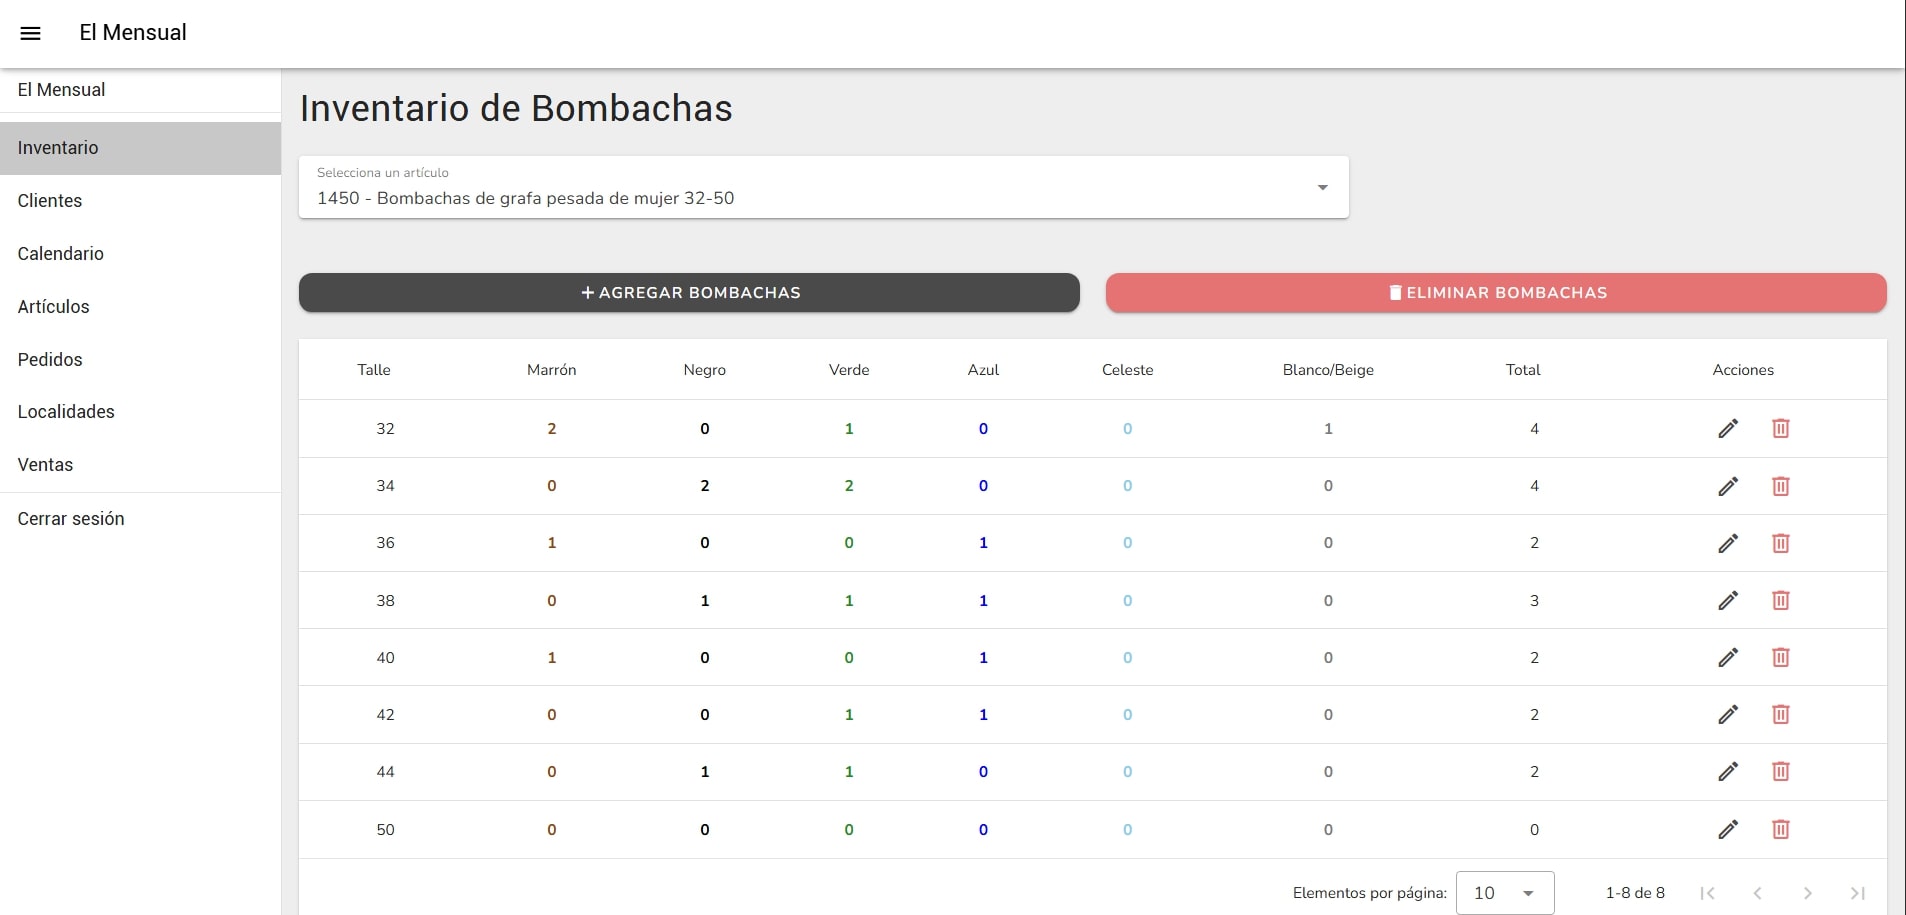 El Mensual
El Mensual
Inventario
Clientes
Calendario
Artículos
Pedidos
Localidades
Ventas
Cerrar sesión
Inventario de Bombachas
Selecciona un artículo
1450 - Bombachas de grafa pesada de mujer 32-50
AGREGAR BOMBACHAS
ELIMINAR BOMBACHAS
Talle Marrón Negro Verde Azul Celeste Blanco/Beige Total Acciones
32 2 0 1 0 0 1 4
34 0 2 2 0 0 0 4
36 1 0 0 1 0 0 2
38 0 1 1 1 0 0 3
40 1 0 0 1 0 0 2
42 0 0 1 1 0 0 2
44 0 1 1 0 0 0 2
50 0 0 0 0 0 0 0
Elementos por página: 10 1-8 de 8